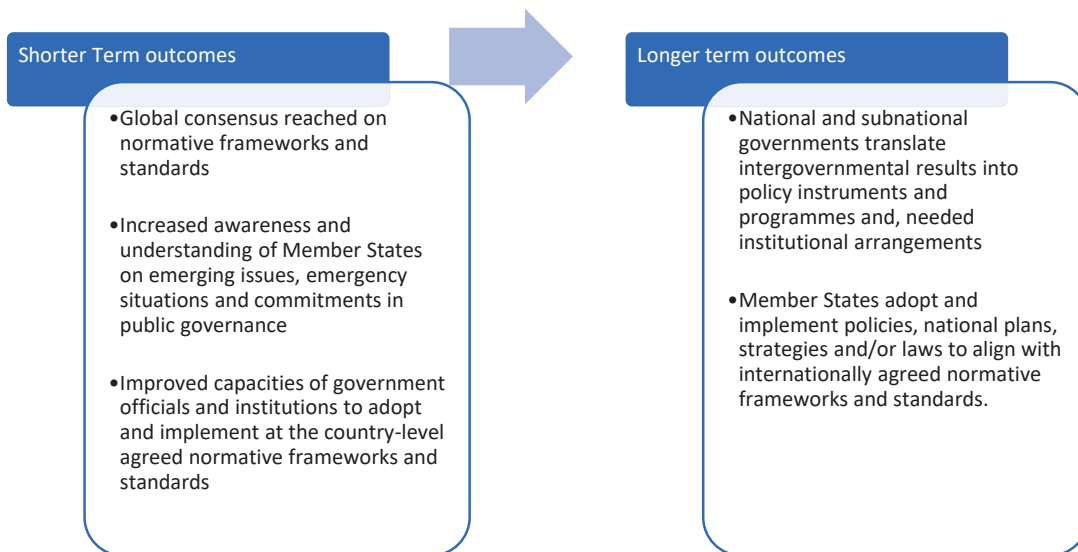 Shorter Term outcomes
•Global consensus reached on
normative frameworks and
standards
•Increased awareness and
understanding of Member States
on emerging issues, emergency
situations and commitments in
public governance
•Improved capacities of government
officials and institutions to adopt
and implement at the country-level
agreed normative frameworks and
standards
Longer term outcomes
•National and subnational
governments translate
intergovernmental results into
policy instruments and
programmes and, needed
institutional arrangements
•Member States adopt and
implement policies, national plans,
strategies and/or laws to align with
internationally agreed normative
frameworks and standards.